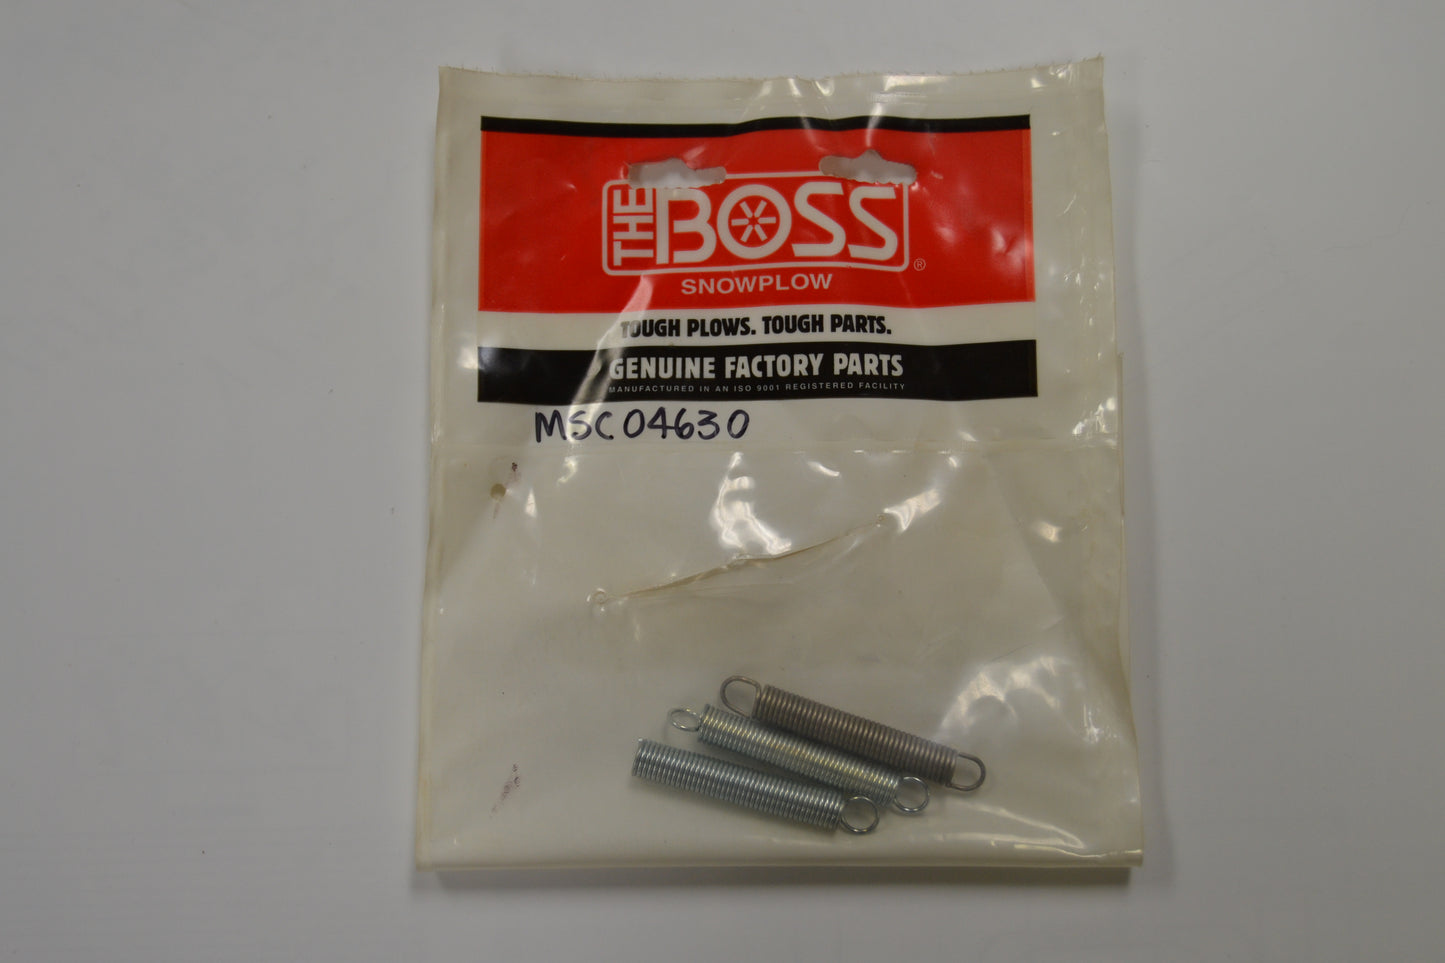 THE BOSS®
SNOWPLOW
TOUGH PLOWS. TOUGH PARTS.
GENUINE FACTORY PARTS
MANUFACTURED IN AN ISO 9001 REGISTERED FACILITY
MSC04630